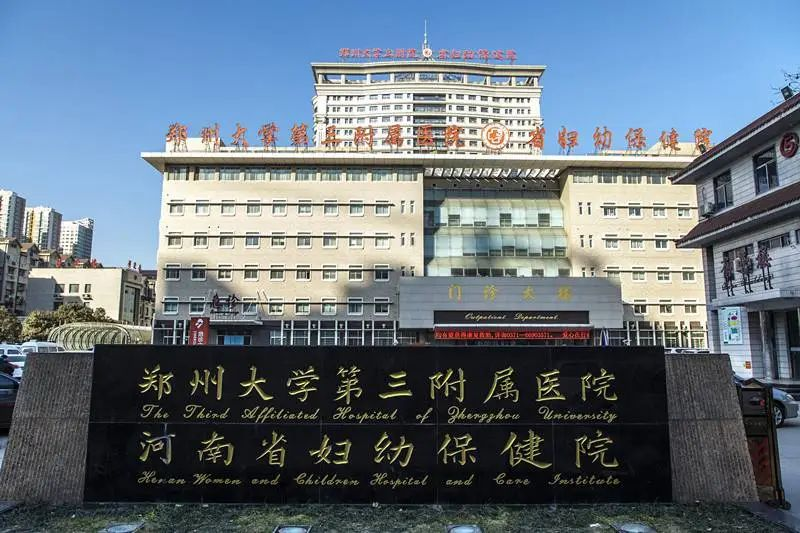 郑州大学第三附属医院 省妇幼保健院
门诊大楼
Outpatient Department
急诊
郑州大学第三附属医院
The Third Affiliated Hospital of Zhengzhou University
河南省妇幼保健院
Henan Women and Children Hospital and Care Institute